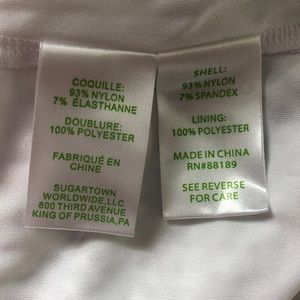 COQUILLE:
93% NYLON
7% ÉLASTHANNE
DOUBLURE:
100% POLYESTER
FABRIQUÉ EN
CHINE
SUGARTOWN
WORLDWIDE,LLC
800 THIRD AVENUE
KING OF PRUSSIA,PA
SHELL:
93% NYLON
7% SPANDEX
LINING:
100% POLYESTER
MADE IN CHINA
RN#88189
SEE REVERSE
FOR CARE